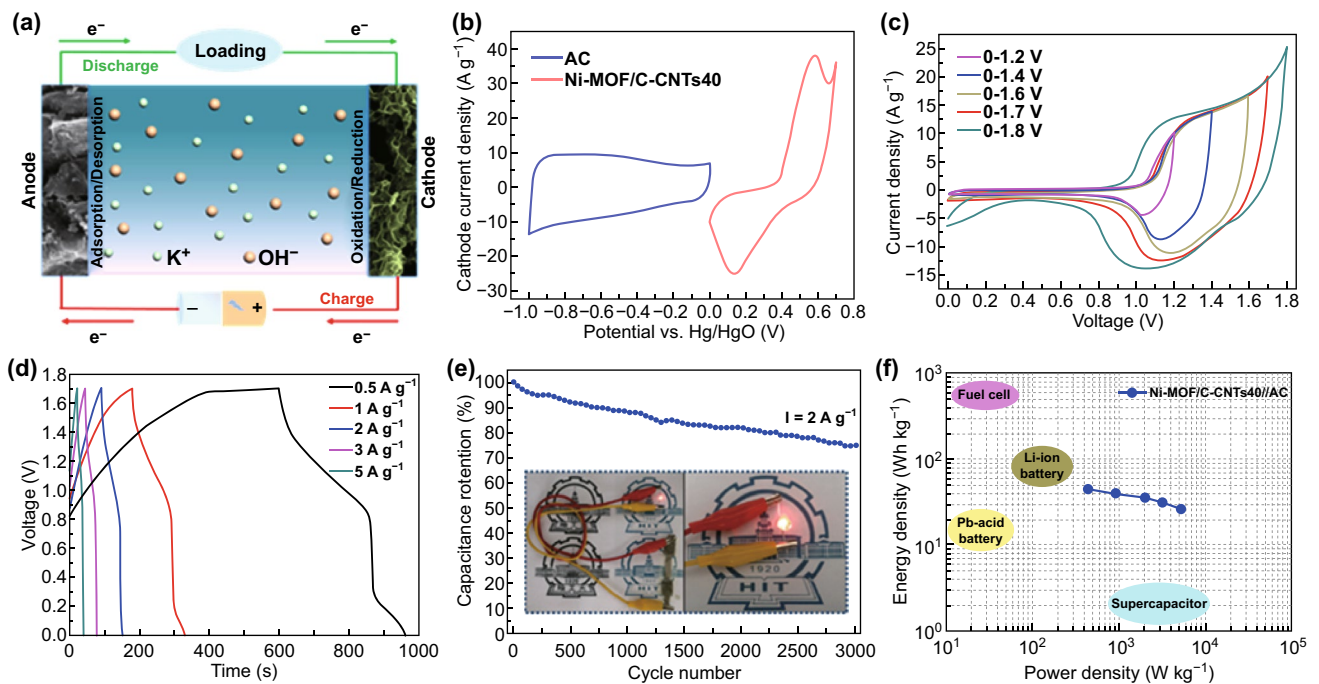 (a)
e⁻
Loading
e⁻
Discharge
Anode
Adsorption/Desorption
Oxidation/Reduction
Cathode
K⁺
OH⁻
−
+
Charge
e⁻
e⁻
(b)
AC
Ni-MOF/C-CNTs40
Cathode current density (A g⁻¹)
40
30
20
10
0
−10
−20
−30
−1.0 −0.8 −0.6 −0.4 −0.2 0.0 0.2 0.4 0.6 0.8
Potential vs. Hg/HgO (V)
(c)
0-1.2 V
0-1.4 V
0-1.6 V
0-1.7 V
0-1.8 V
Current density (A g⁻¹)
25
20
15
10
5
0
−5
−10
−15
0.0 0.2 0.4 0.6 0.8 1.0 1.2 1.4 1.6 1.8
Voltage (V)
(d)
0.5 A g⁻¹
1 A g⁻¹
2 A g⁻¹
3 A g⁻¹
5 A g⁻¹
Voltage (V)
1.8
1.6
1.4
1.2
1.0
0.8
0.6
0.4
0.2
0.0
0 200 400 600 800 1000
Time (s)
(e)
I = 2 A g⁻¹
Capacitance rotention (%)
100
90
80
70
60
50
40
30
20
10
0
HIT
1920
HIT
0 500 1000 1500 2000 2500 3000
Cycle number
(f)
Fuel cell
Ni-MOF/C-CNTs40//AC
Li-ion
battery
Pb-acid
battery
Supercapacitor
Energy density (Wh kg⁻¹)
10³
10²
10¹
10⁰
10¹ 10² 10³ 10⁴ 10⁵
Power density (W kg⁻¹)